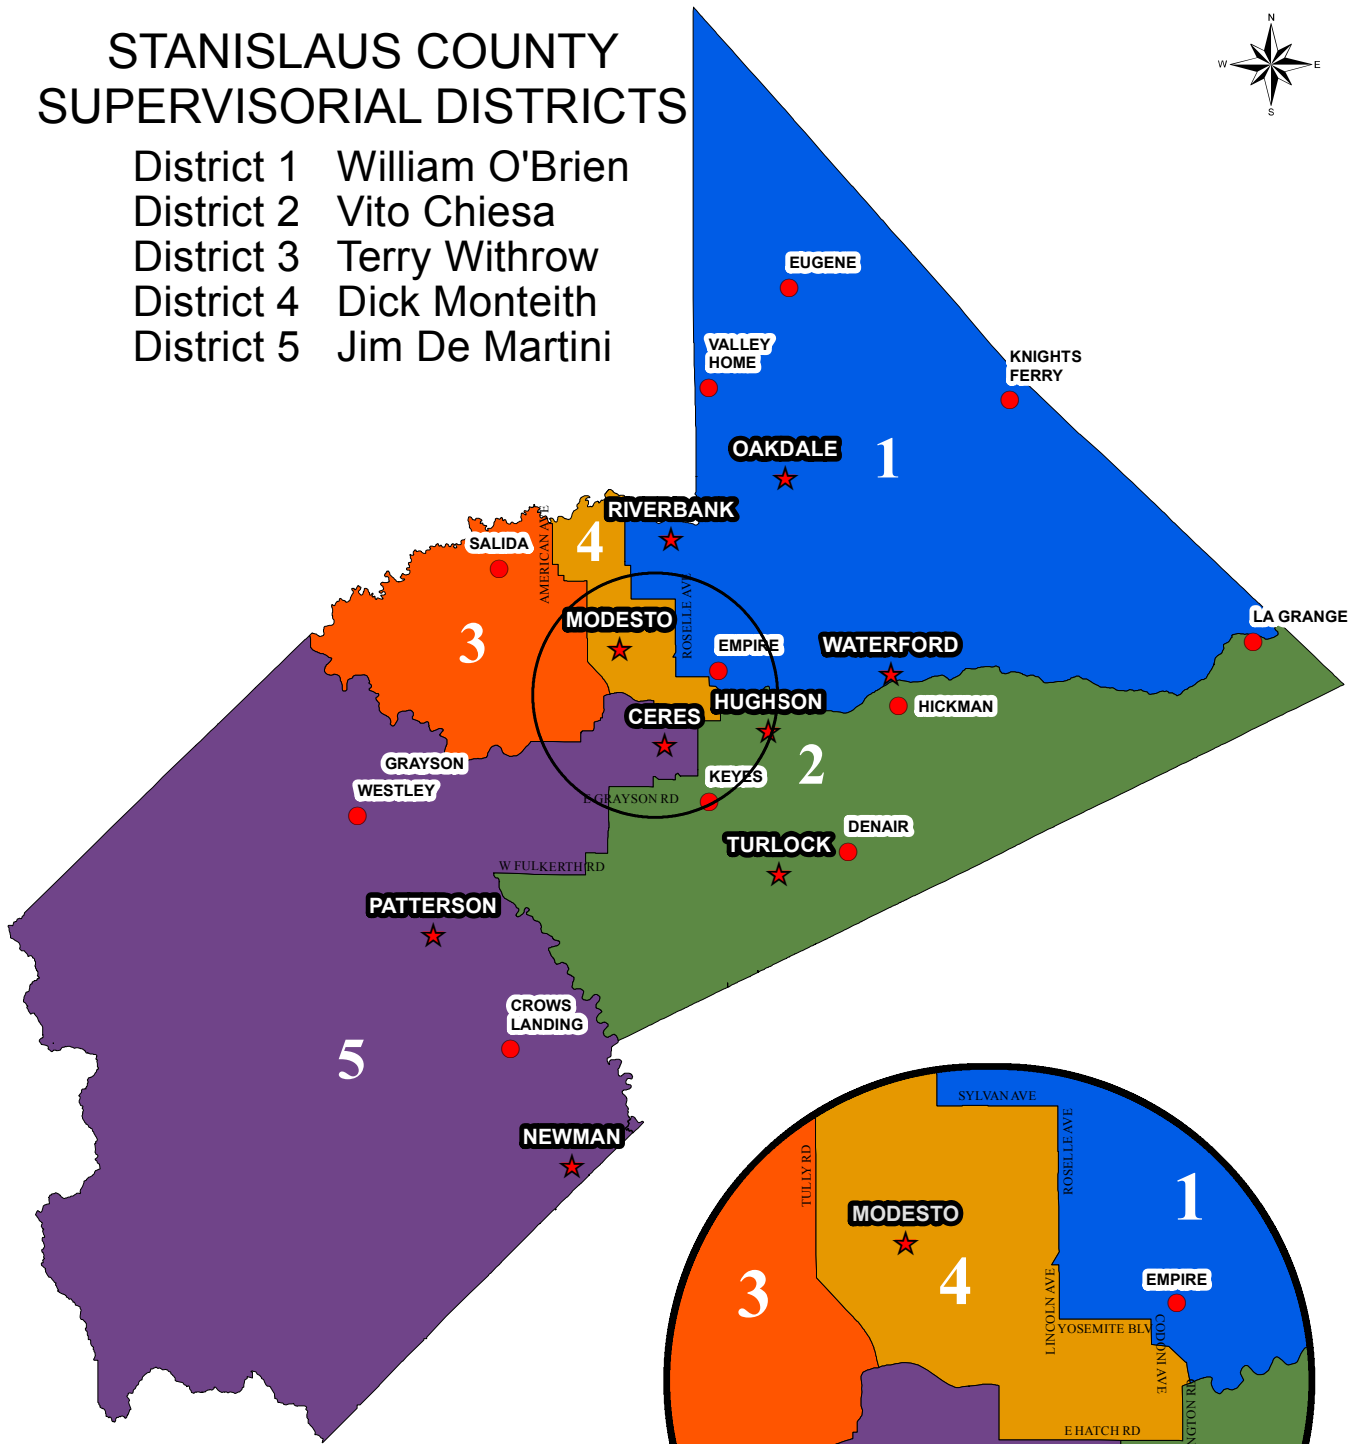 STANISLAUS COUNTY
SUPERVISORIAL DISTRICTS
District 1 William O'Brien
District 2 Vito Chiesa
District 3 Terry Withrow
District 4 Dick Monteith
District 5 Jim De Martini
N
W E
S
EUGENE
VALLEY
HOME
KNIGHTS
FERRY
OAKDALE
1
RIVERBANK
4
SALIDA
AMERICAN AVE
ROSELLE AVE
MODESTO
3
EMPIRE
WATERFORD
LA GRANGE
HUGHSON
HICKMAN
CERES
2
GRAYSON
WESTLEY
KEYES
E GRAYSON RD
DENAIR
TURLOCK
W FULKERTH RD
PATTERSON
CROWS
LANDING
5
NEWMAN
SYLVAN AVE
TULLY RD
ROSELLE AVE
1
MODESTO
4
3
EMPIRE
LINCOLN AVE
YOSEMITE BLV
CODONI AVE
NGTON RD
E HATCH RD